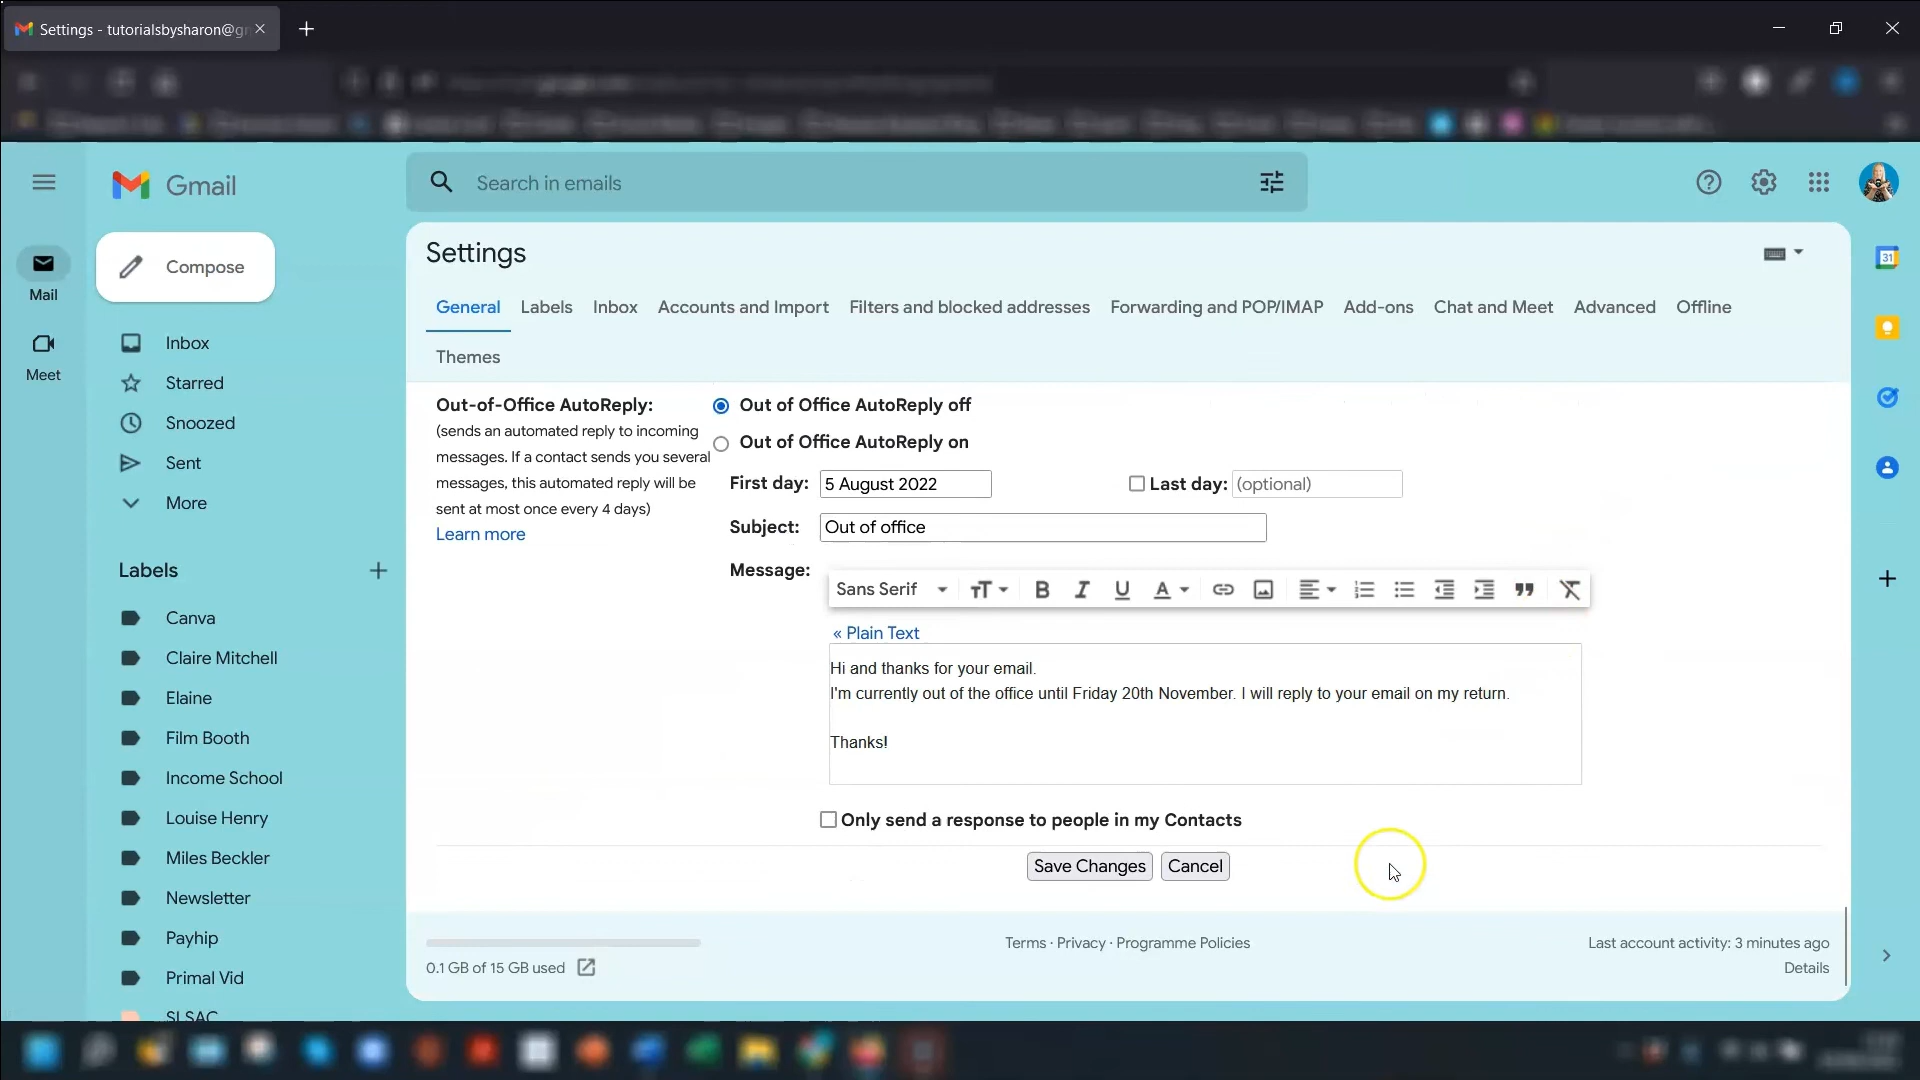 Settings - tutorialsbysharon@g
Gmail
Search in emails
Compose
Mail
Meet
Inbox
Starred
Snoozed
Sent
More
Labels
Canva
Claire Mitchell
Elaine
Film Booth
Income School
Louise Henry
Miles Beckler
Newsletter
Payhip
Primal Vid
SLSAC
Settings
General Labels Inbox Accounts and Import Filters and blocked addresses Forwarding and POP/IMAP Add-ons Chat and Meet Advanced Offline
Themes
Out-of-Office AutoReply:
(sends an automated reply to incoming
messages. If a contact sends you several
messages, this automated reply will be
sent at most once every 4 days)
Learn more
Out of Office AutoReply off
Out of Office AutoReply on
First day: 5 August 2022 Last day: (optional)
Subject: Out of office
Message:
Sans Serif
« Plain Text
Hi and thanks for your email.
I'm currently out of the office until Friday 20th November. I will reply to your email on my return.
Thanks!
Only send a response to people in my Contacts
Save Changes Cancel
0.1 GB of 15 GB used
Terms · Privacy · Programme Policies
Last account activity: 3 minutes ago
Details
31